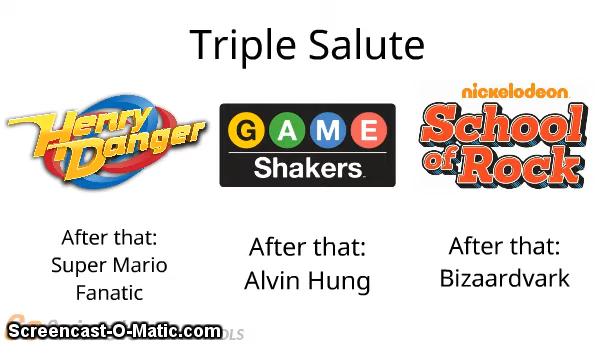 Triple Salute
Henry
Danger
GAME
Shakers
nickelodeon
School
of Rock
After that:
Super Mario
Fanatic
After that:
Alvin Hung
After that:
Bizaardvark
Screencast-O-Matic.com